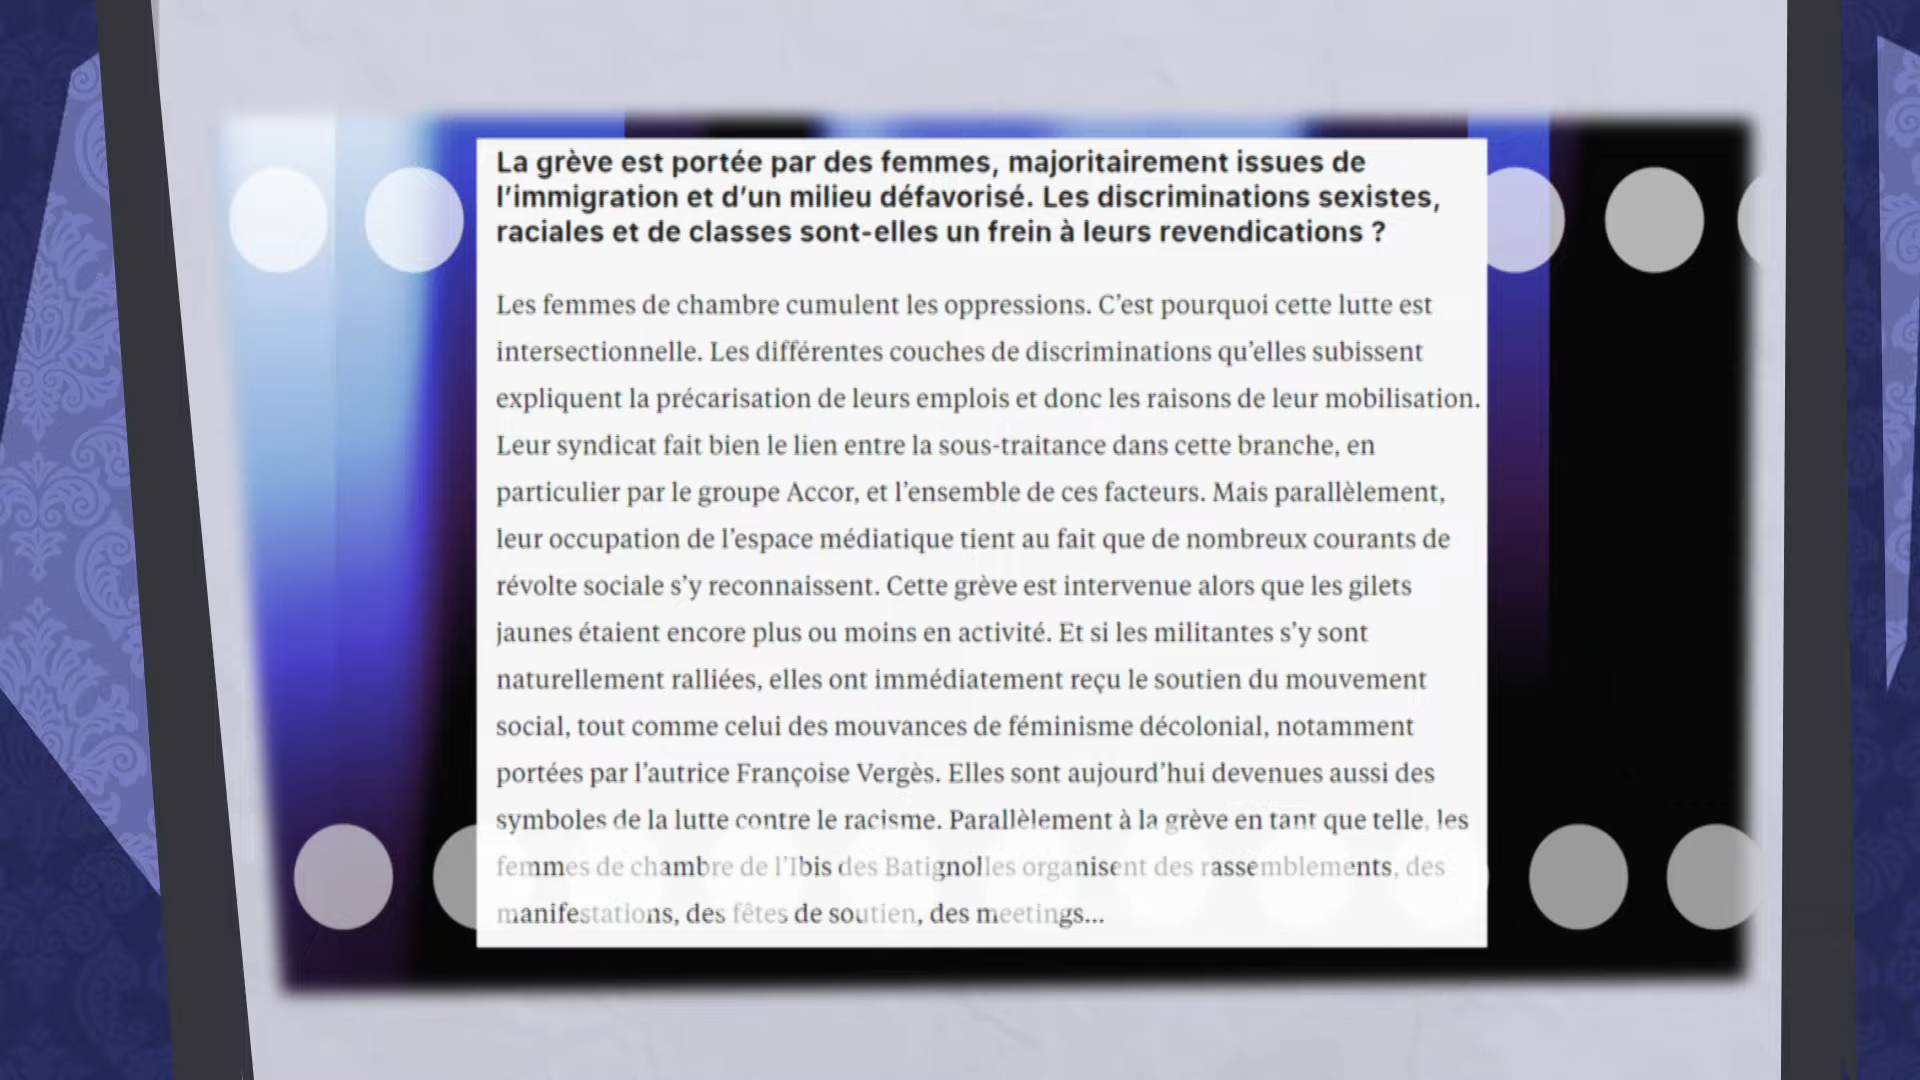 La grève est portée par des femmes, majoritairement issues de
l’immigration et d’un milieu défavorisé. Les discriminations sexistes,
raciales et de classes sont-elles un frein à leurs revendications ?
Les femmes de chambre cumulent les oppressions. C’est pourquoi cette lutte est
intersectionnelle. Les différentes couches de discriminations qu’elles subissent
expliquent la précarisation de leurs emplois et donc les raisons de leur mobilisation.
Leur syndicat fait bien le lien entre la sous-traitance dans cette branche, en
particulier par le groupe Accor, et l’ensemble de ces facteurs. Mais parallèlement,
leur occupation de l’espace médiatique tient au fait que de nombreux courants de
révolte sociale s’y reconnaissent. Cette grève est intervenue alors que les gilets
jaunes étaient encore plus ou moins en activité. Et si les militantes s’y sont
naturellement ralliées, elles ont immédiatement reçu le soutien du mouvement
social, tout comme celui des mouvances de féminisme décolonial, notamment
portées par l’autrice Françoise Vergès. Elles sont aujourd’hui devenues aussi des
symboles de la lutte contre le racisme. Parallèlement à la grève en tant que telle, les
femmes de chambre de l’Ibis des Batignolles organisent des rassemblements, des
manifestations, des fêtes de soutien, des meetings...